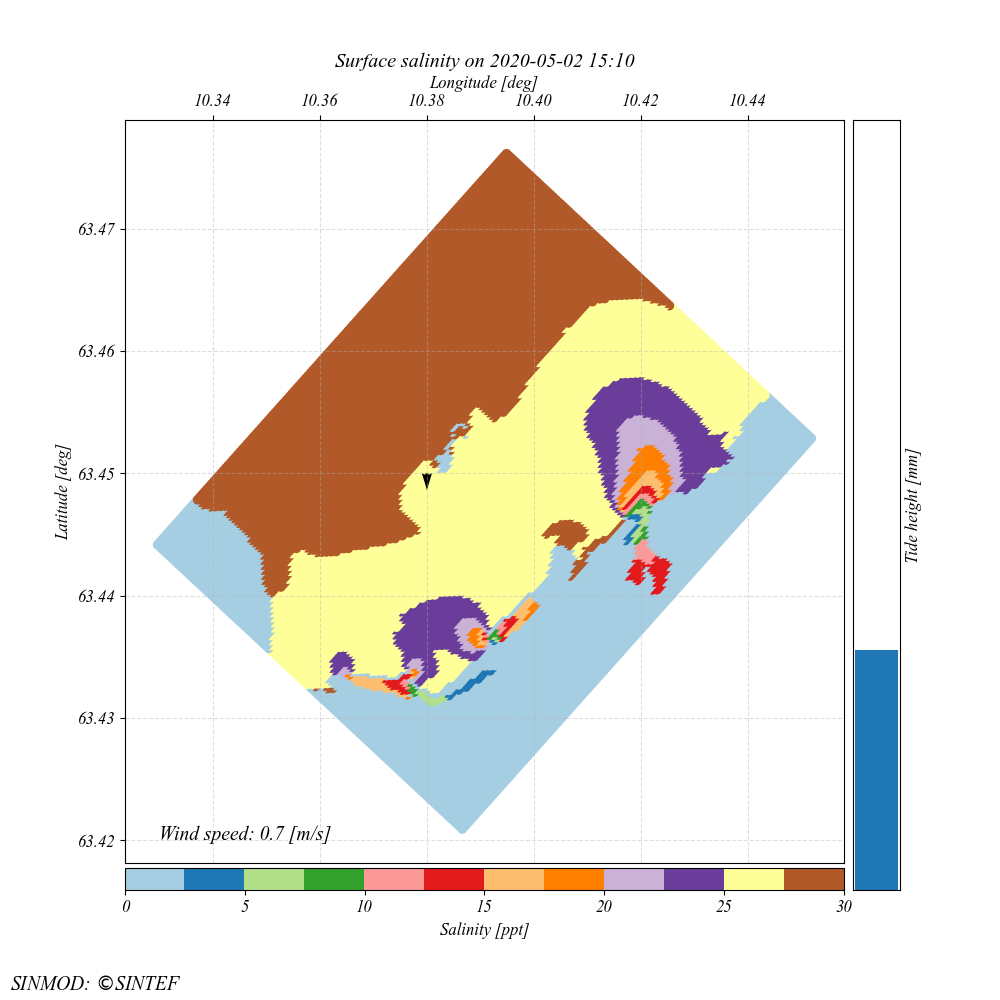 Surface salinity on 2020-05-02 15:10
Longitude [deg]
10.34 10.36 10.38 10.40 10.42 10.44
63.47
63.46
63.45
63.44
63.43
63.42
Latitude [deg]
Tide height [mm]
Wind speed: 0.7 [m/s]
0 5 10 15 20 25 30
Salinity [ppt]
SINMOD: ©SINTEF